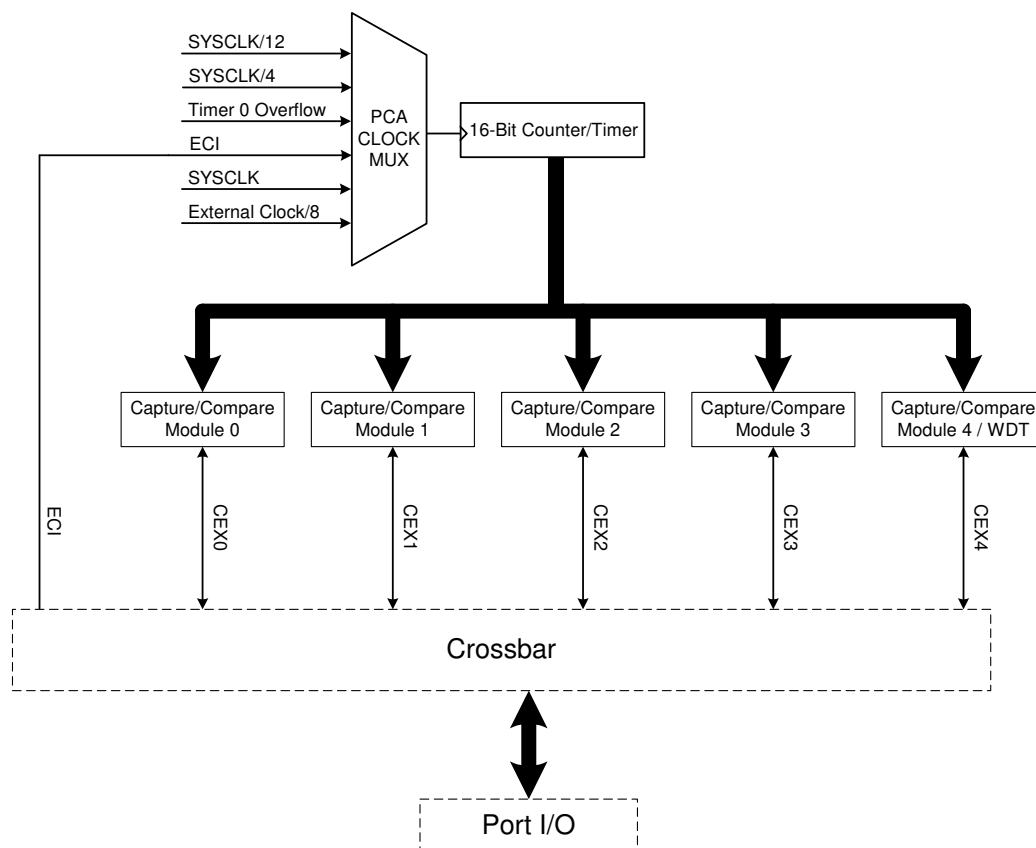 SYSCLK/12
SYSCLK/4
Timer 0 Overflow
ECI
SYSCLK
External Clock/8
PCA
CLOCK
MUX
16-Bit Counter/Timer
Capture/Compare
Module 0
Capture/Compare
Module 1
Capture/Compare
Module 2
Capture/Compare
Module 3
Capture/Compare
Module 4 / WDT
ECI
CEX0
CEX1
CEX2
CEX3
CEX4
Crossbar
Port I/O